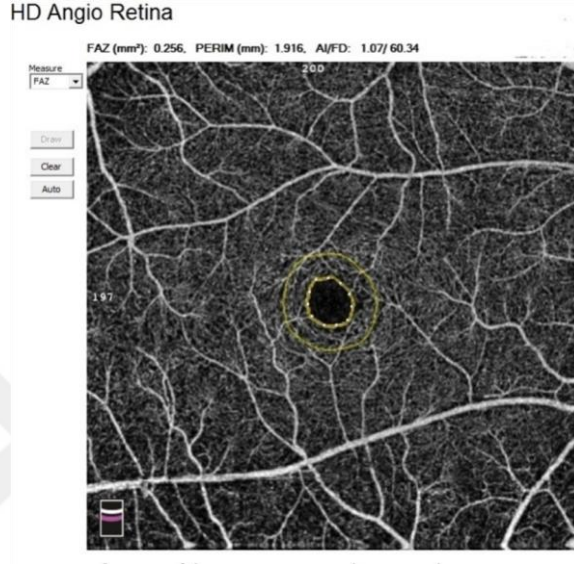 HD Angio Retina
FAZ (mm²): 0.256, PERIM (mm): 1.916, AI/FD: 1.07/ 60.34
Measure
FAZ
200
Draw
Clear
Auto
197